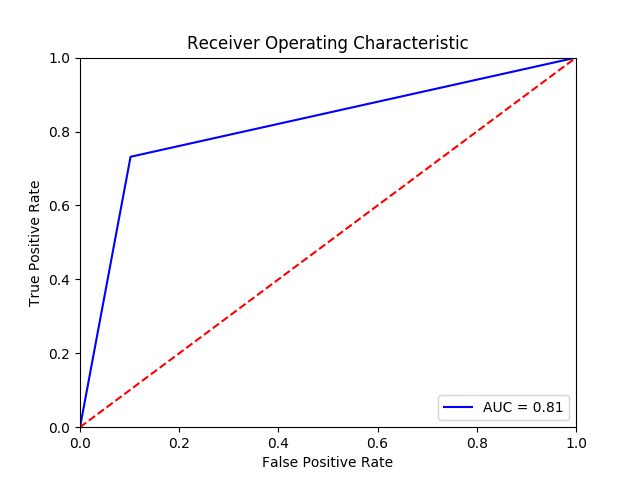 Receiver Operating Characteristic
1.0
0.8
0.6
0.4
0.2
0.0
True Positive Rate
AUC = 0.81
0.0 0.2 0.4 0.6 0.8 1.0
False Positive Rate